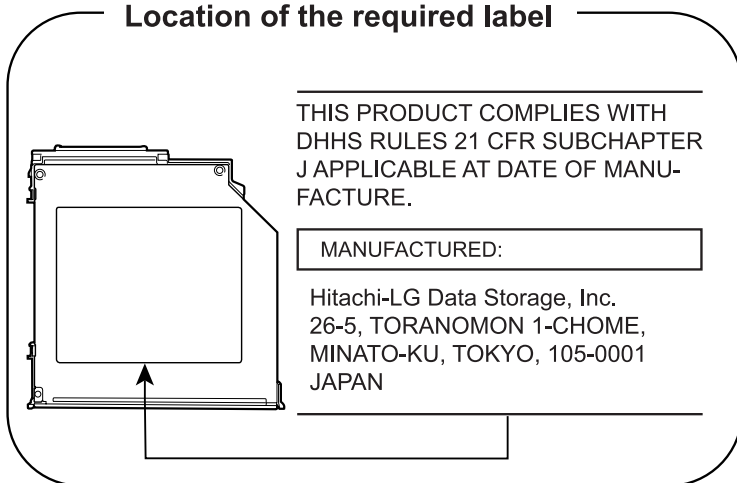 Location of the required label
THIS PRODUCT COMPLIES WITH
DHHS RULES 21 CFR SUBCHAPTER
J APPLICABLE AT DATE OF MANU-
FACTURE.
MANUFACTURED:
Hitachi-LG Data Storage, Inc.
26-5, TORANOMON 1-CHOME,
MINATO-KU, TOKYO, 105-0001
JAPAN